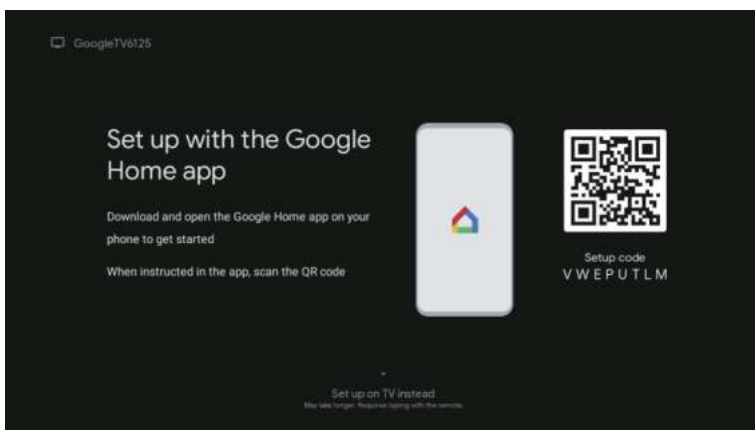 GoogleTV6125
Set up with the Google
Home app
Download and open the Google Home app on your
phone to get started
When instructed in the app, scan the QR code
Setup code
VWEPUTLM
Set up on TV instead
May take longer. Requires typing with the remote.